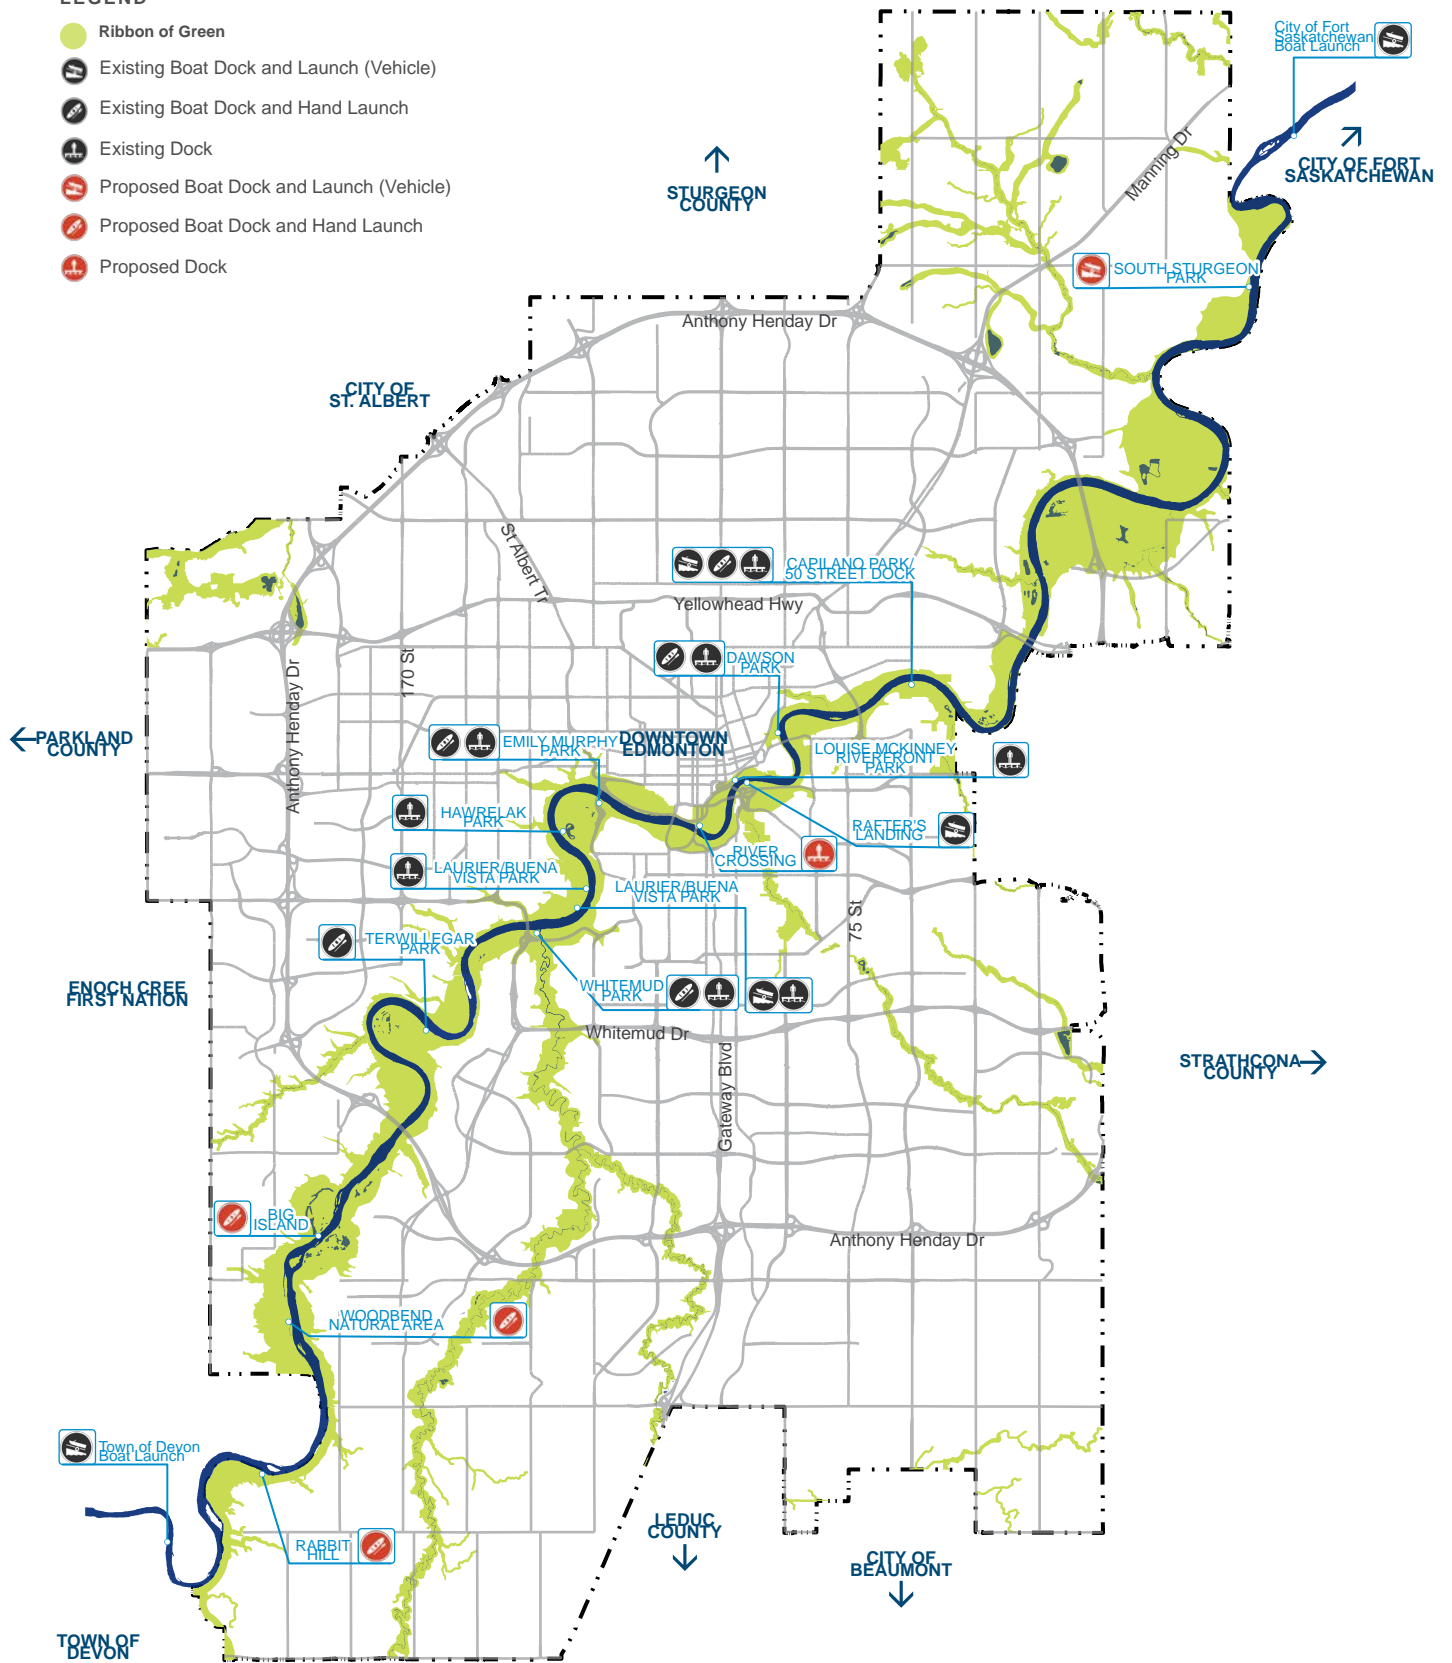 LEGEND
Ribbon of Green
Existing Boat Dock and Launch (Vehicle)
Existing Boat Dock and Hand Launch
Existing Dock
Proposed Boat Dock and Launch (Vehicle)
Proposed Boat Dock and Hand Launch
Proposed Dock
City of Fort
Saskatchewan
Boat Launch
CITY OF FORT
SASKATCHEWAN
STURGEON
COUNTY
Manning Dr
SOUTH STURGEON
PARK
Anthony Henday Dr
CITY OF
ST. ALBERT
St Albert Tr
CAPILANO PARK/
50 STREET DOCK
Yellowhead Hwy
DAWSON
PARK
170 St
Anthony Henday Dr
PARKLAND
COUNTY
EMILY MURPHY
PARK
DOWNTOWN
EDMONTON
LOUISE MCKINNEY
RIVERFRONT
PARK
HAWRELAK
PARK
RAFTER'S
LANDING
RIVER
CROSSING
LAURIER/BUENA
VISTA PARK
LAURIER/BUENA
VISTA PARK
75 St
TERWILLEGAR
PARK
ENOCH CREE
FIRST NATION
WHITEMUD
PARK
Whitemud Dr
Gateway Blvd
STRATHCONA
COUNTY
BIG
ISLAND
Anthony Henday Dr
WOODBEND
NATURAL AREA
Town of Devon
Boat Launch
RABBIT
HILL
LEDUC
COUNTY
CITY OF
BEAUMONT
TOWN OF
DEVON